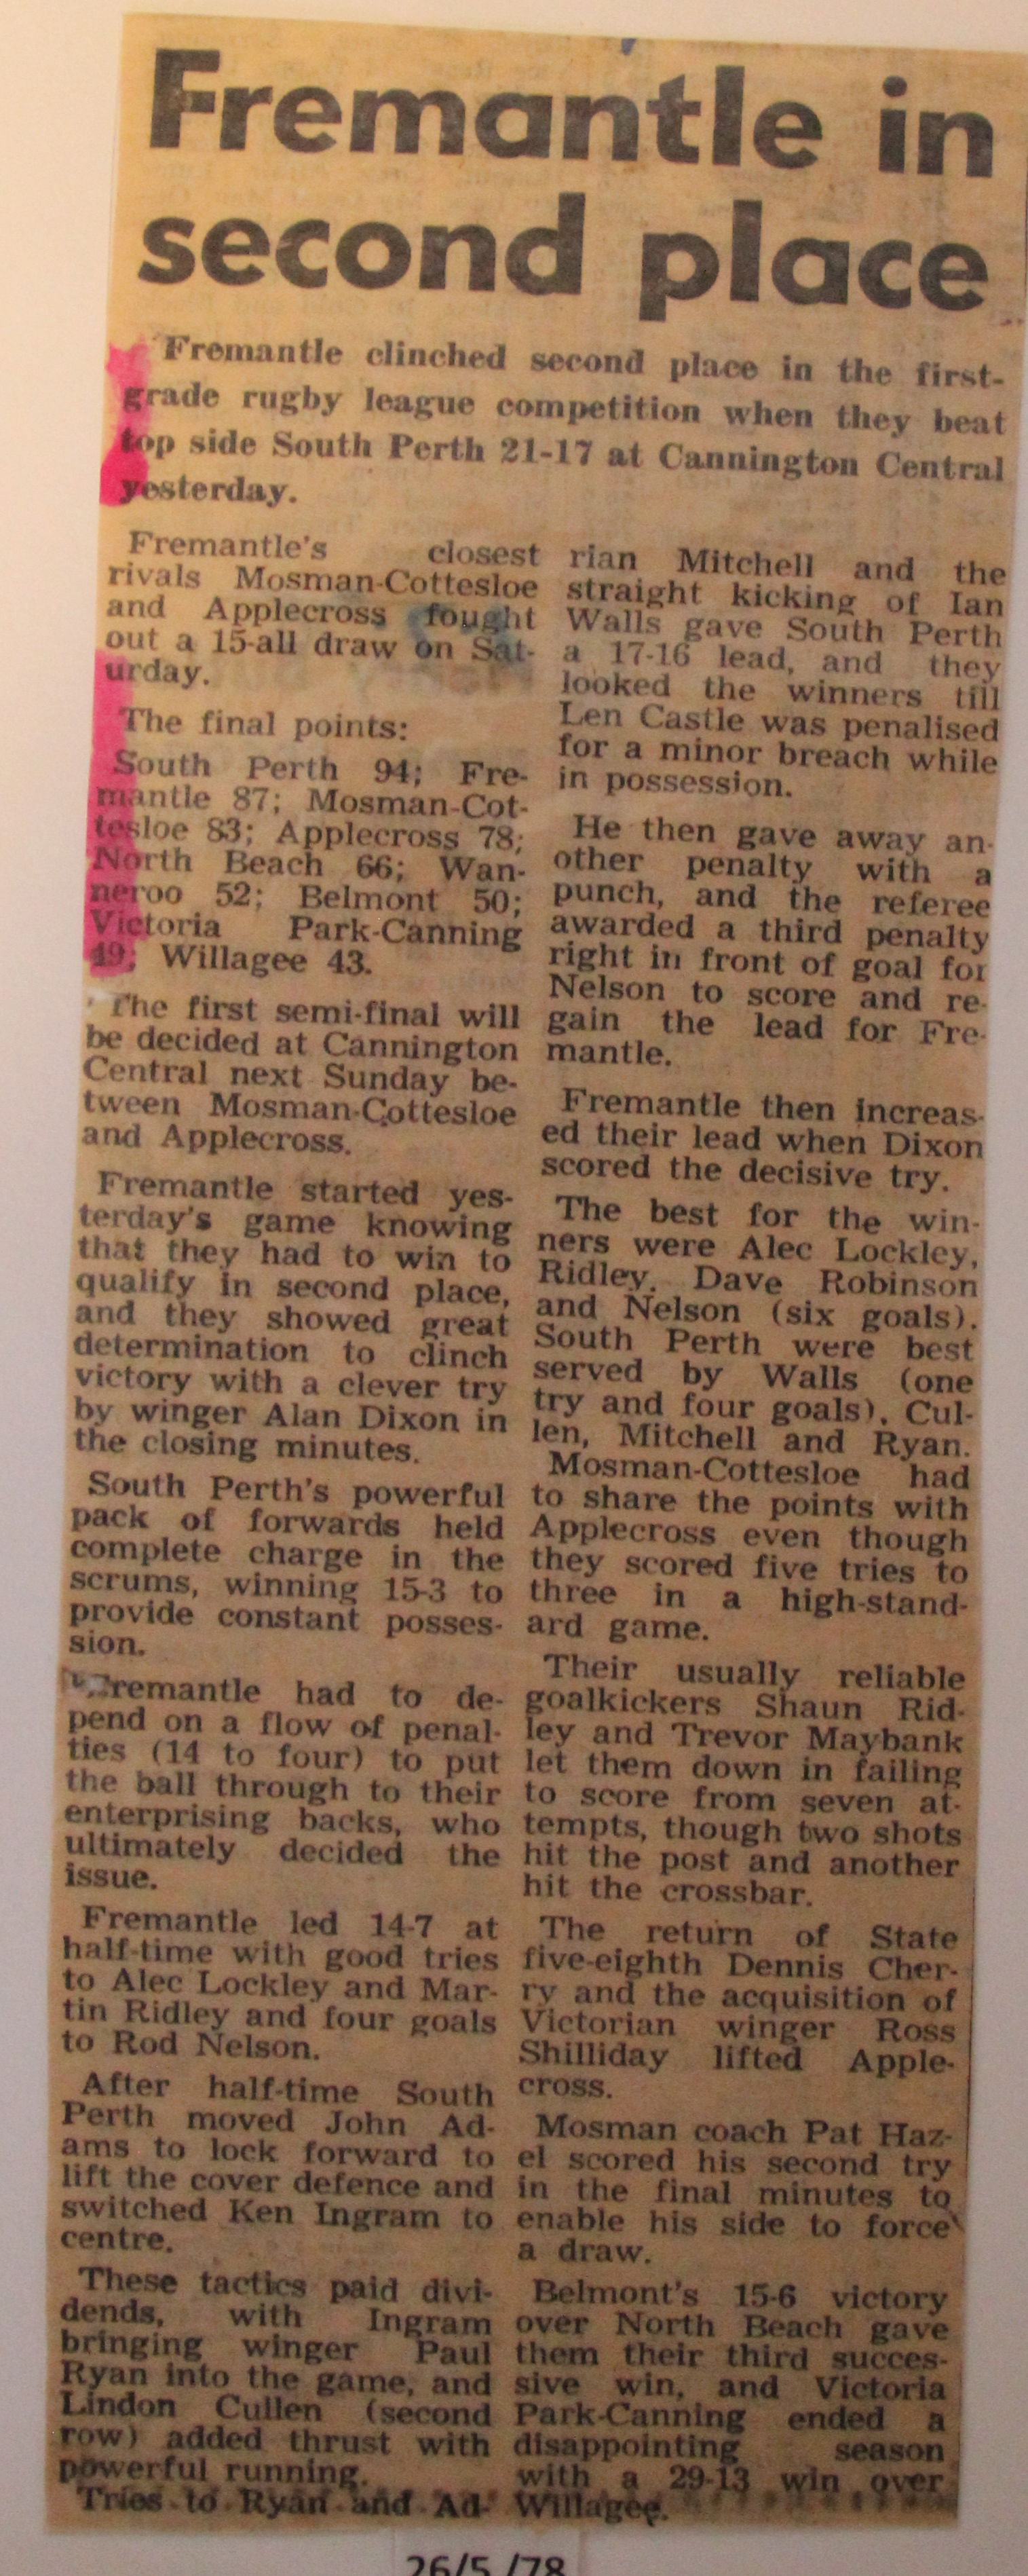 Fremantle in
second place
Fremantle clinched second place in the first-
grade rugby league competition when they beat
top side South Perth 21-17 at Cannington Central
yesterday.
Fremantle's closest
rivals Mosman-Cottesloe
and Applecross fought
out a 15-all draw on Sat-
urday.
The final points:
South Perth 94; Fre-
mantle 87; Mosman-Cot-
tesloe 83; Applecross 78;
North Beach 66; Wan-
neroo 52; Belmont 50;
Victoria Park-Canning
49; Willagee 43.
The first semi-final will
be decided at Cannington
Central next Sunday be-
tween Mosman-Cottesloe
and Applecross.
Fremantle started yes-
terday's game knowing
that they had to win to
qualify in second place,
and they showed great
determination to clinch
victory with a clever try
by winger Alan Dixon in
the closing minutes.
South Perth's powerful
pack of forwards held
complete charge in the
scrums, winning 15-3 to
provide constant posses-
sion.
Fremantle had to de-
pend on a flow of penal-
ties (14 to four) to put
the ball through to their
enterprising backs, who
ultimately decided the
issue.
Fremantle led 14-7 at
half-time with good tries
to Alec Lockley and Mar-
tin Ridley and four goals
to Rod Nelson.
After half-time South
Perth moved John Ad-
ams to lock forward to
lift the cover defence and
switched Ken Ingram to
centre.
These tactics paid divi-
dends, with Ingram
bringing winger Paul
Ryan into the game, and
Lindon Cullen (second
row) added thrust with
powerful running.
Tries to Ryan and Ad-
rian Mitchell and the
straight kicking of Ian
Walls gave South Perth
a 17-16 lead, and they
looked the winners till
Len Castle was penalised
for a minor breach while
in possession.
He then gave away an-
other penalty with a
punch, and the referee
awarded a third penalty
right in front of goal for
Nelson to score and re-
gain the lead for Fre-
mantle.
Fremantle then increas-
ed their lead when Dixon
scored the decisive try.
The best for the win-
ners were Alec Lockley,
Ridley, Dave Robinson
and Nelson (six goals).
South Perth were best
served by Walls (one
try and four goals), Cul-
len, Mitchell and Ryan.
Mosman-Cottesloe had
to share the points with
Applecross even though
they scored five tries to
three in a high-stand-
ard game.
Their usually reliable
goalkickers Shaun Rid-
ley and Trevor Maybank
let them down in failing
to score from seven at-
tempts, though two shots
hit the post and another
hit the crossbar.
The return of State
five-eighth Dennis Cher-
ry and the acquisition of
Victorian winger Ross
Shilliday lifted Apple-
cross.
Mosman coach Pat Haz-
el scored his second try
in the final minutes to
enable his side to force
a draw.
Belmont's 15-6 victory
over North Beach gave
them their third succes-
sive win, and Victoria
Park-Canning ended a
disappointing season
with a 29-13 win over
Willagee.
26/5/78